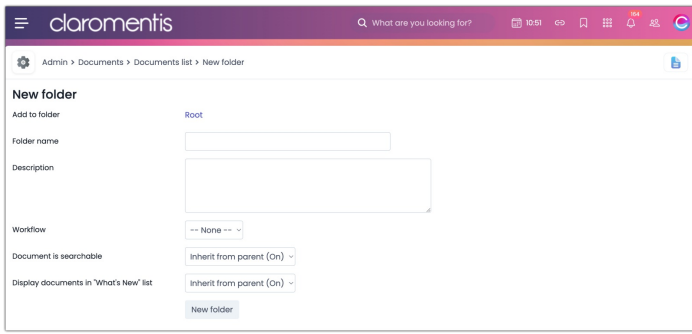 claromentis
What are you looking for?
10:51
164
Admin > Documents > Documents list > New folder
New folder
Add to folder Root
Folder name
Description
Workflow -- None --
Document is searchable Inherit from parent (On)
Display documents in "What's New" list Inherit from parent (On)
New folder